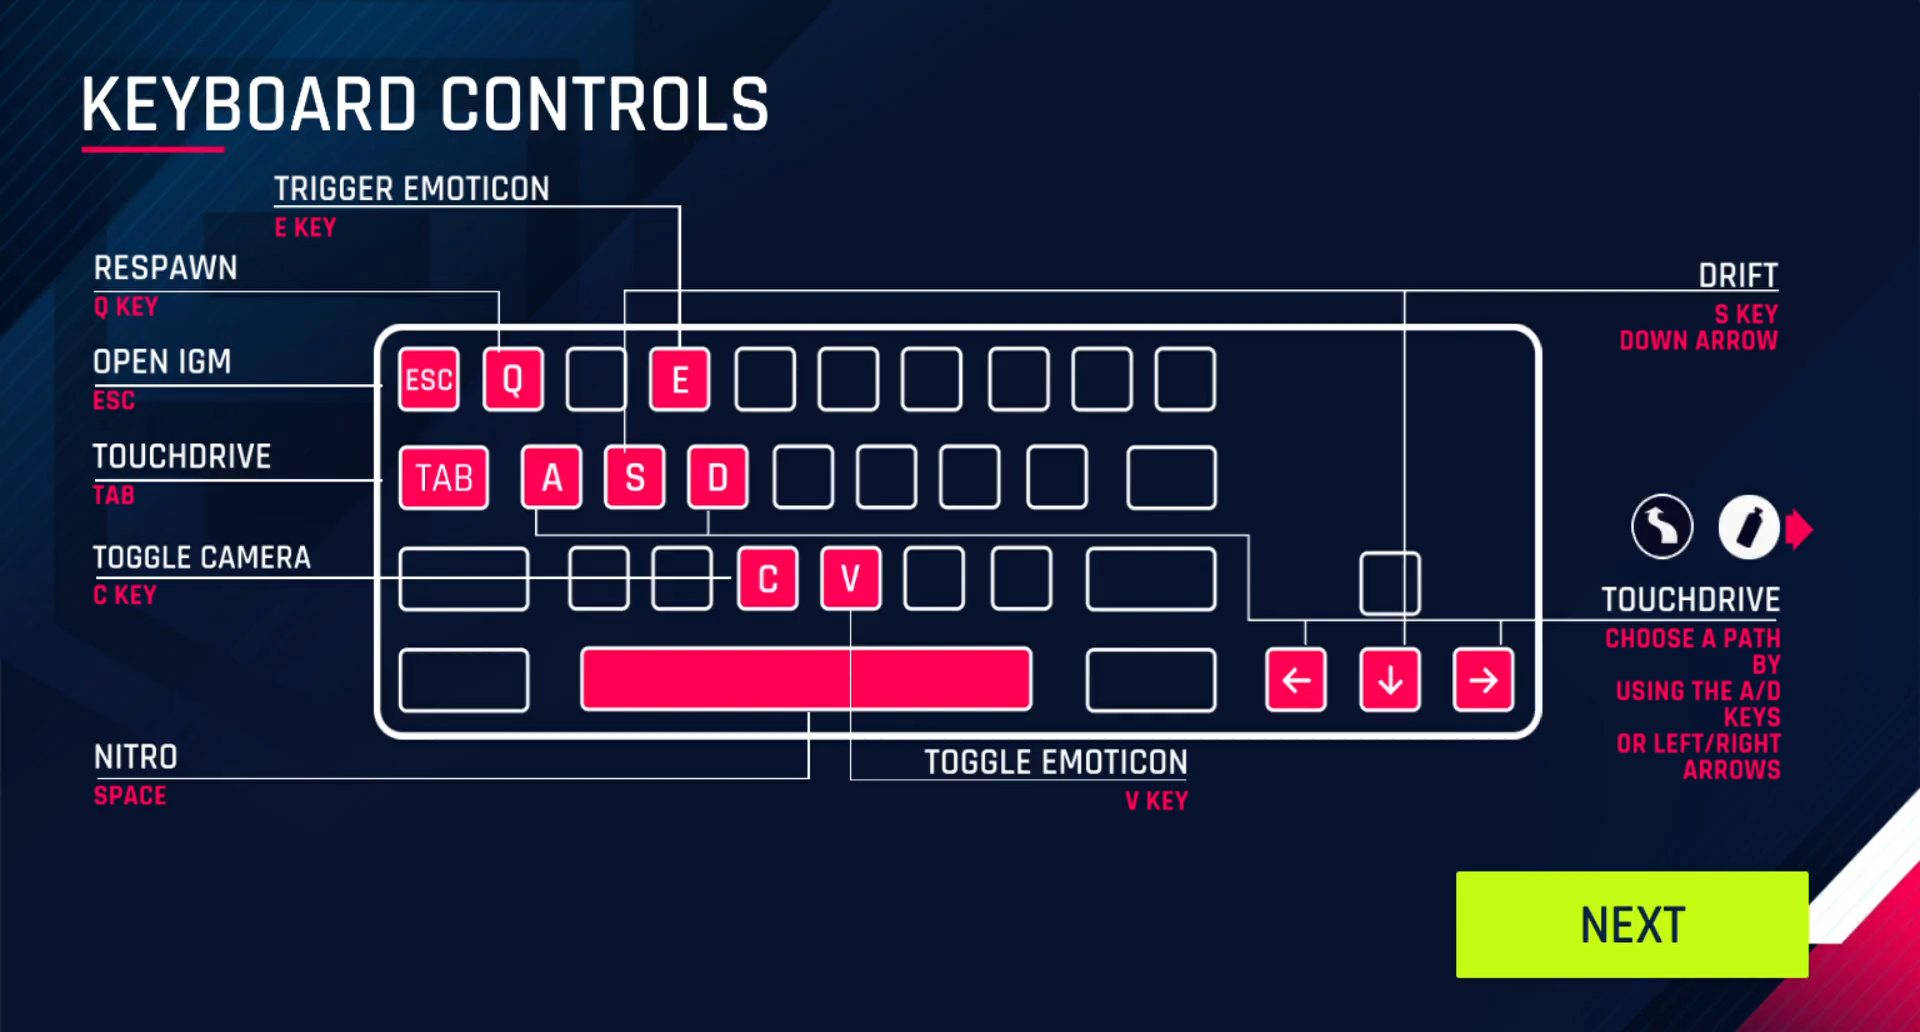 KEYBOARD CONTROLS
TRIGGER EMOTICON
E KEY
RESPAWN
Q KEY
DRIFT
S KEY
DOWN ARROW
OPEN IGM
ESC
ESC Q E
TOUCHDRIVE
TAB
TAB A S D
TOGGLE CAMERA
C KEY
C V
← ↓ →
TOUCHDRIVE
CHOOSE A PATH
BY
USING THE A/D
KEYS
OR LEFT/RIGHT
ARROWS
NITRO
SPACE
TOGGLE EMOTICON
V KEY
NEXT